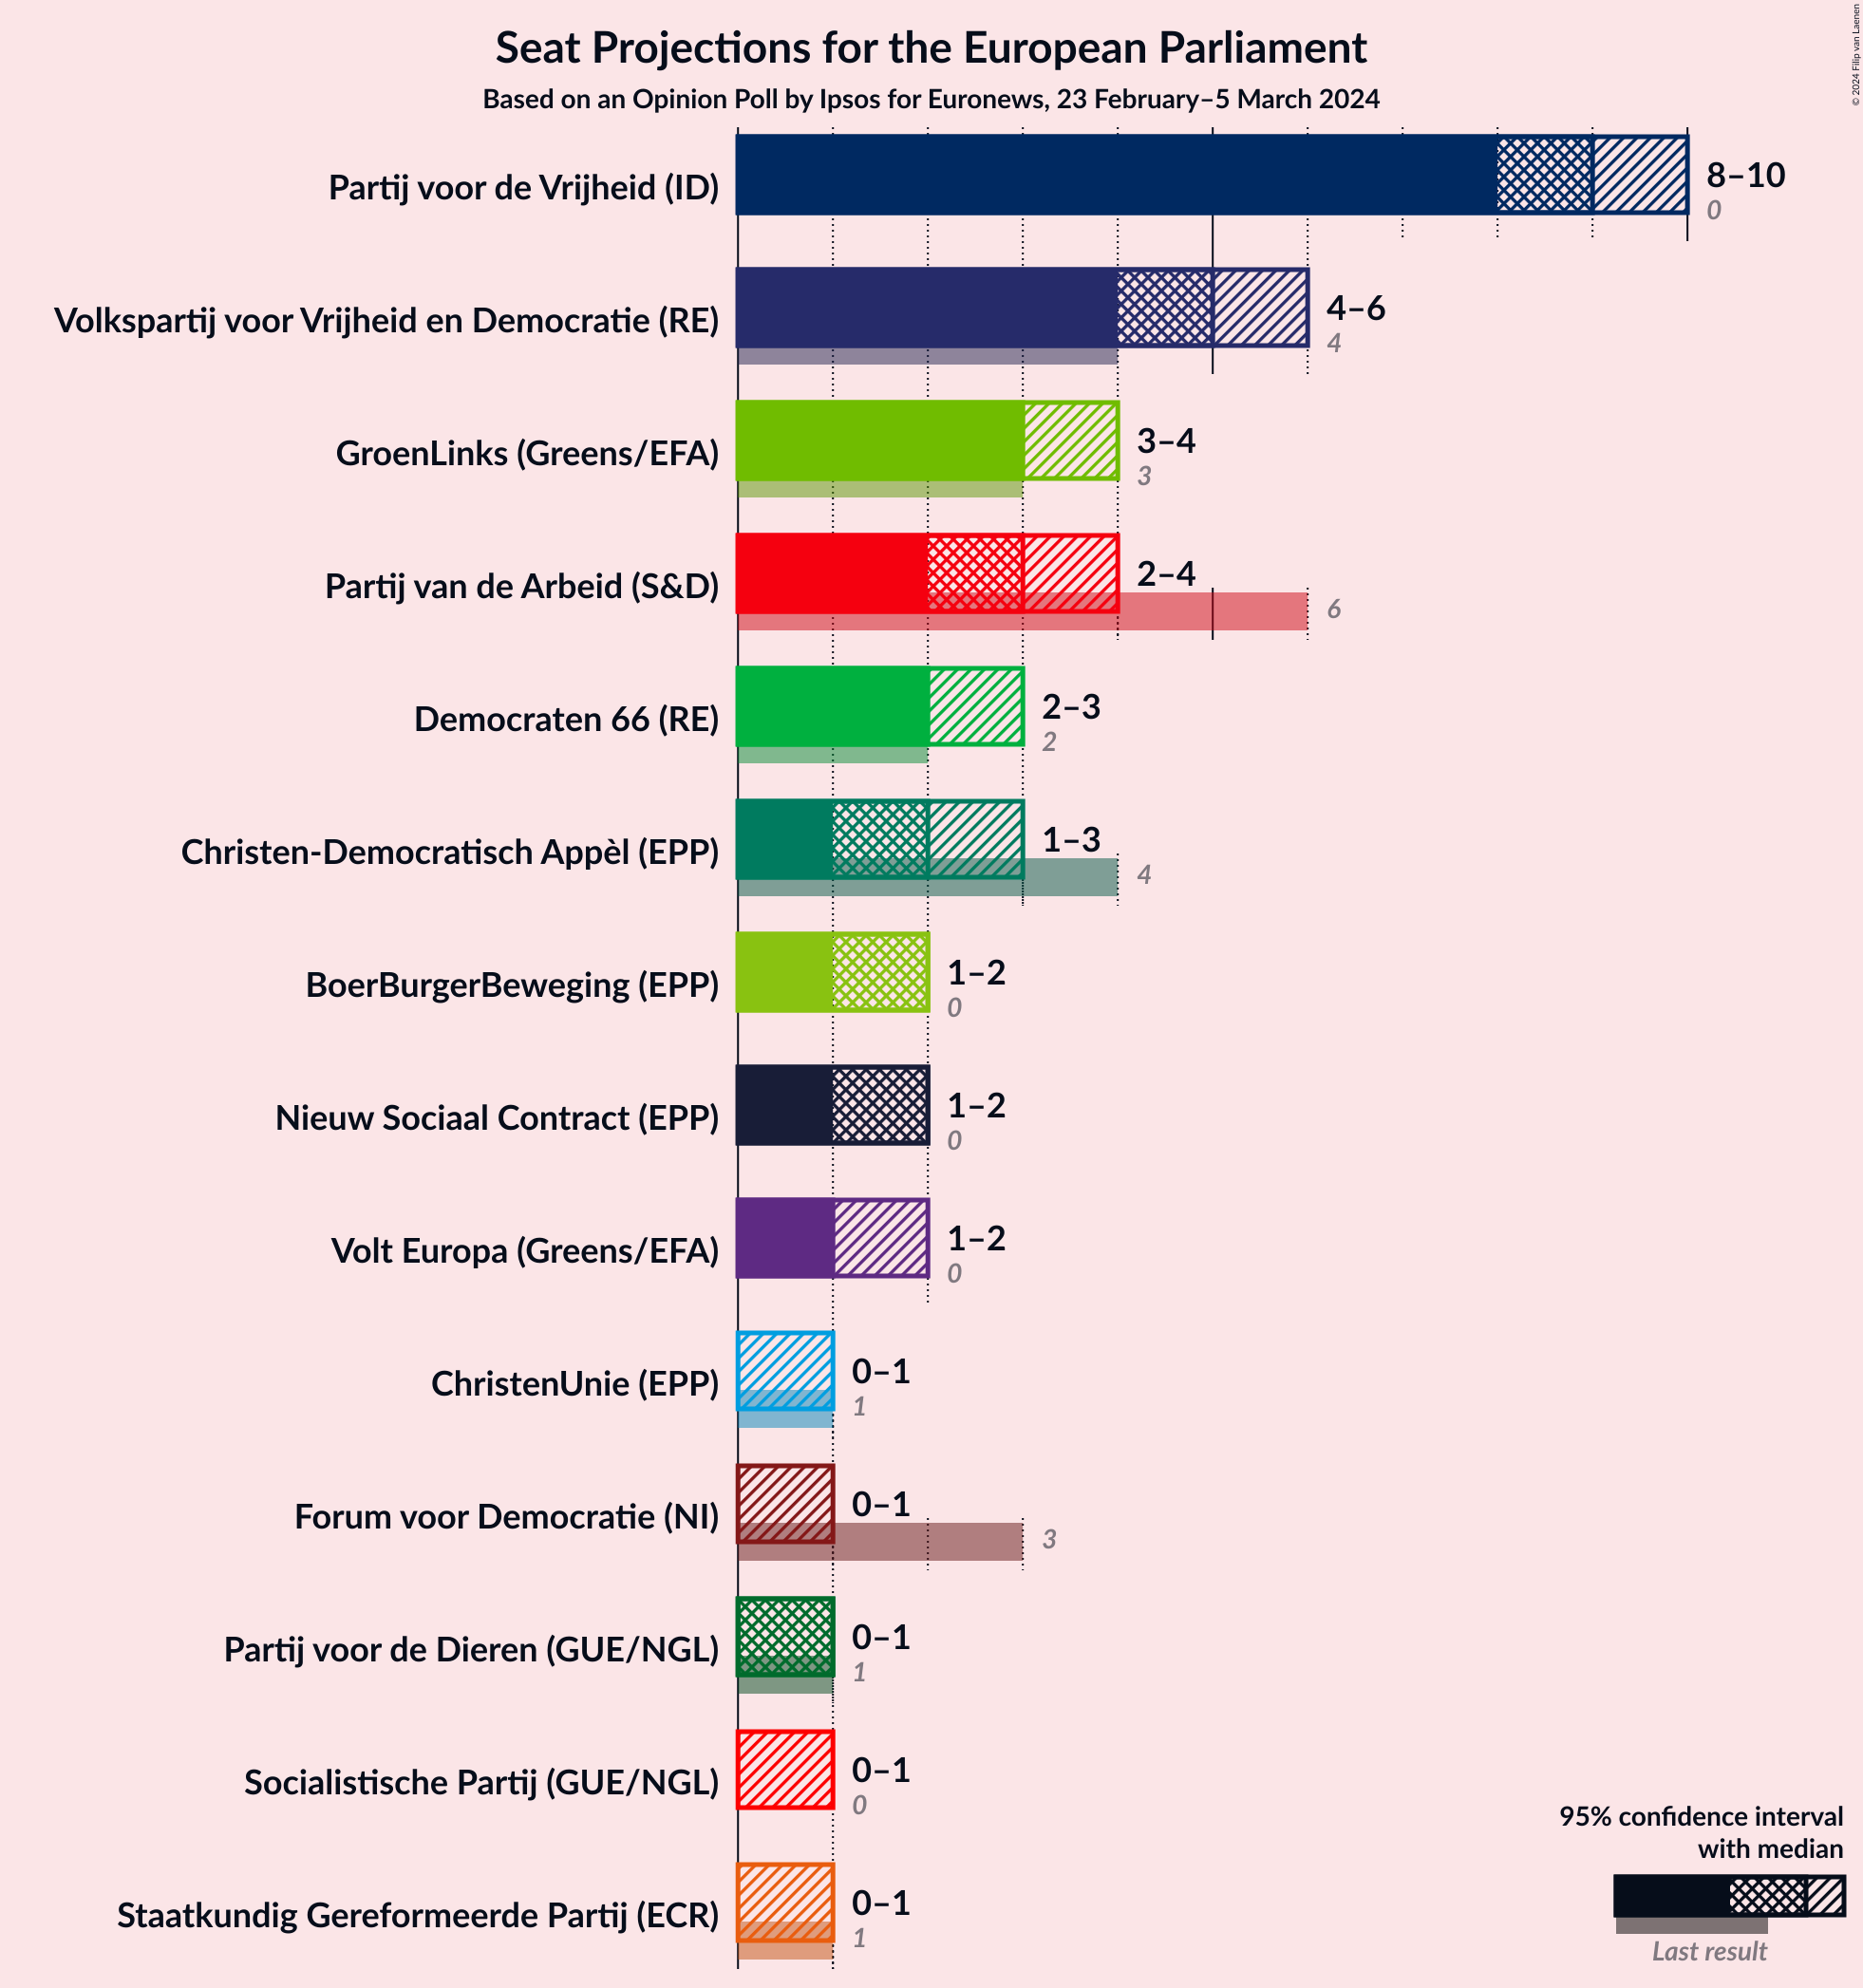 © 2024 Filip van Laenen
Seat Projections for the European Parliament
Based on an Opinion Poll by Ipsos for Euronews, 23 February–5 March 2024
Partij voor de Vrijheid (ID)
8–10
0
Volkspartij voor Vrijheid en Democratie (RE)
4–6
4
GroenLinks (Greens/EFA)
3–4
3
Partij van de Arbeid (S&D)
2–4
6
Democraten 66 (RE)
2–3
2
Christen-Democratisch Appèl (EPP)
1–3
4
BoerBurgerBeweging (EPP)
1–2
0
Nieuw Sociaal Contract (EPP)
1–2
0
Volt Europa (Greens/EFA)
1–2
0
ChristenUnie (EPP)
0–1
1
Forum voor Democratie (NI)
0–1
3
Partij voor de Dieren (GUE/NGL)
0–1
1
Socialistische Partij (GUE/NGL)
0–1
0
Staatkundig Gereformeerde Partij (ECR)
0–1
1
95% confidence interval
with median
Last result